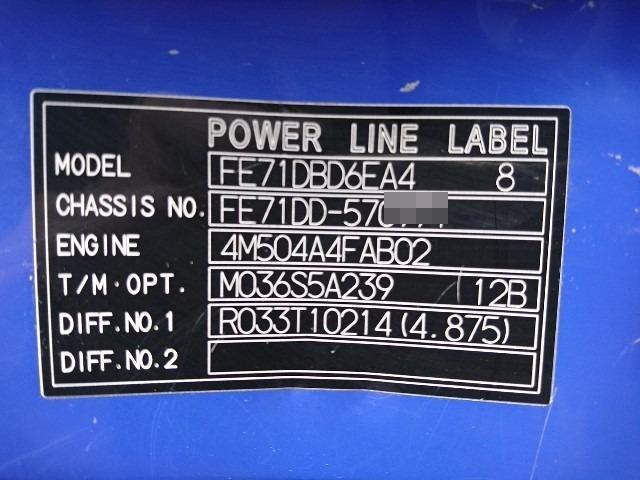 POWER LINE LABEL
MODEL FE71DBD6EA4 8
CHASSIS NO. FE71DD-570
ENGINE 4M504A4FAB02
T/M·OPT. M036S5A239 12B
DIFF.NO.1 R033T10214(4.875)
DIFF.NO.2